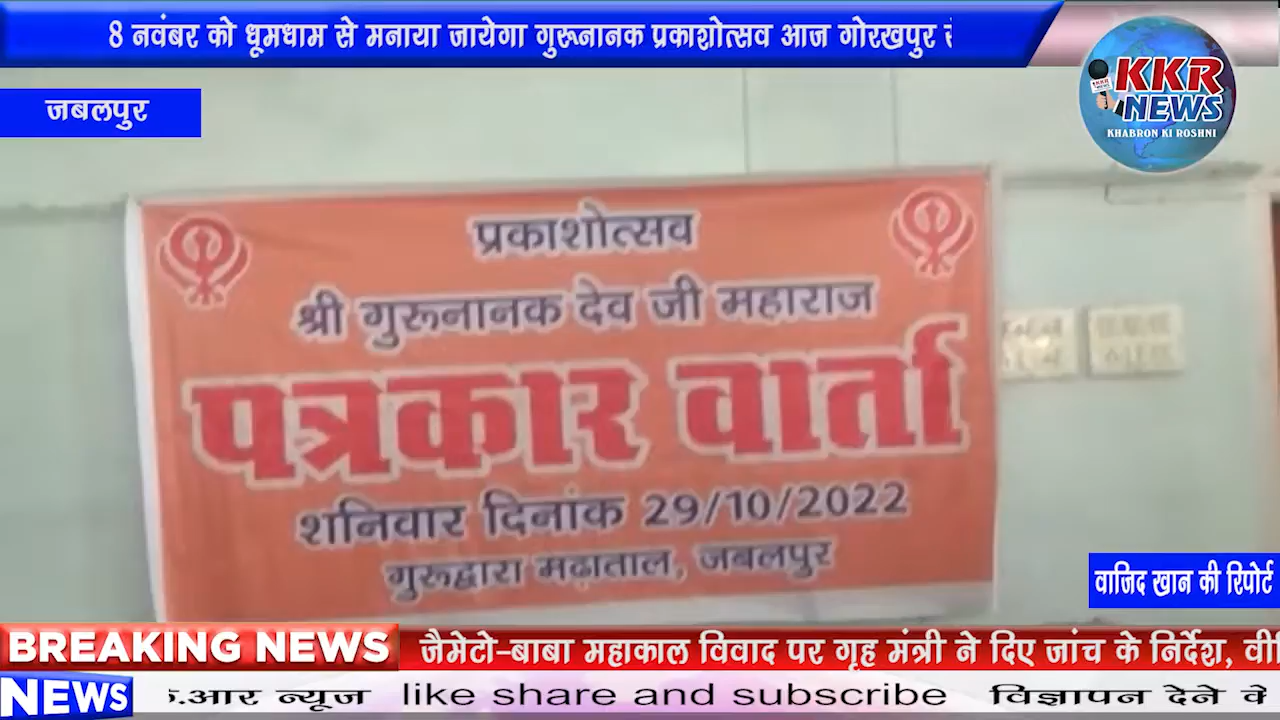 8 नवंबर को धूमधाम से मनाया जायेगा गुरूनानक प्रकाशोत्सव आज गोरखपुर
जबलपुर
KKR
NEWS
KHABRON KI ROSHNI
प्रकाशोत्सव
श्री गुरूनानक देव जी महाराज
पत्रकार वार्ता
शनिवार दिनांक 29/10/2022
गुरूद्वारा मढ़ाताल, जबलपुर
वाजिद खान की रिपोर्ट
BREAKING NEWS
जैमेटो-बाबा महाकाल विवाद पर गृह मंत्री ने दिए जांच के निर्देश,
NEWS
.आर न्यूज like share and subscribe विज्ञापन देने